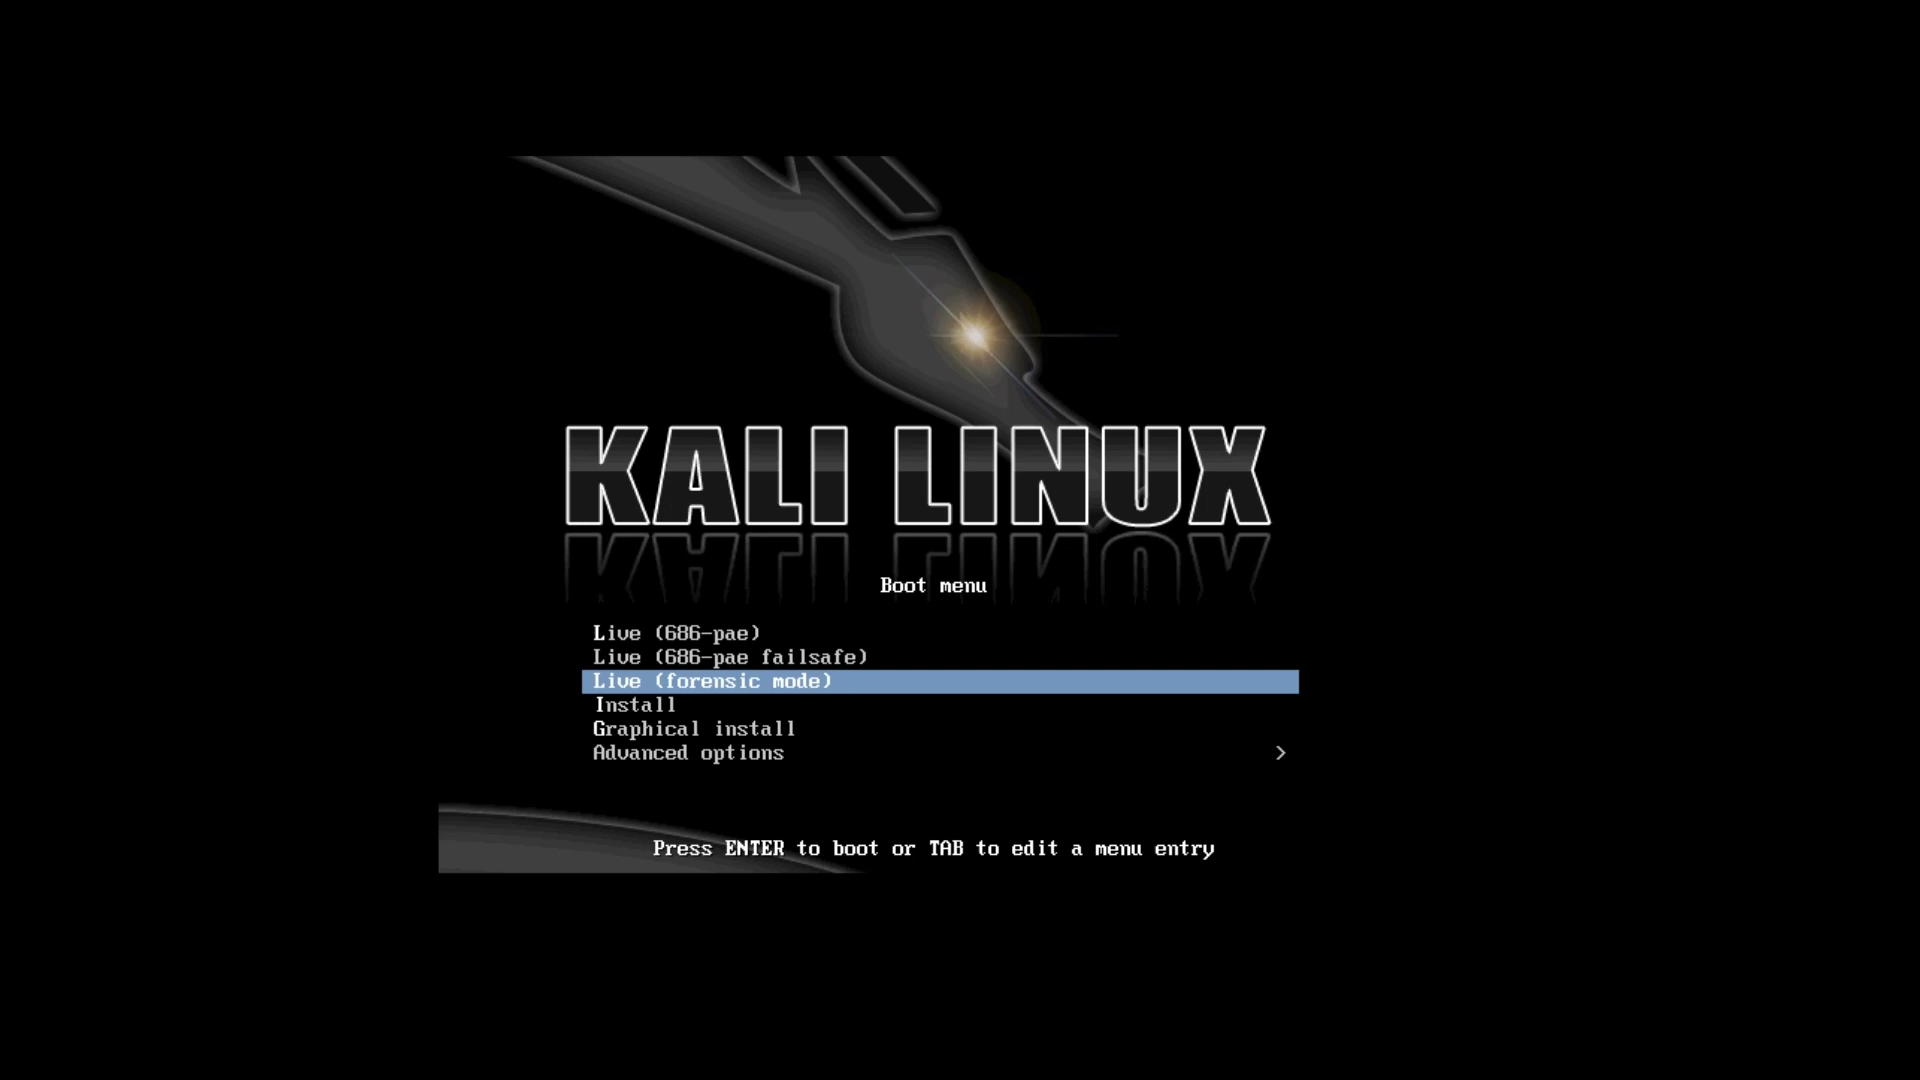 KALI LINUX
Boot menu
Live (686-pae)
Live (686-pae failsafe)
Live (forensic mode)
Install
Graphical install
Advanced options >
Press ENTER to boot or TAB to edit a menu entry